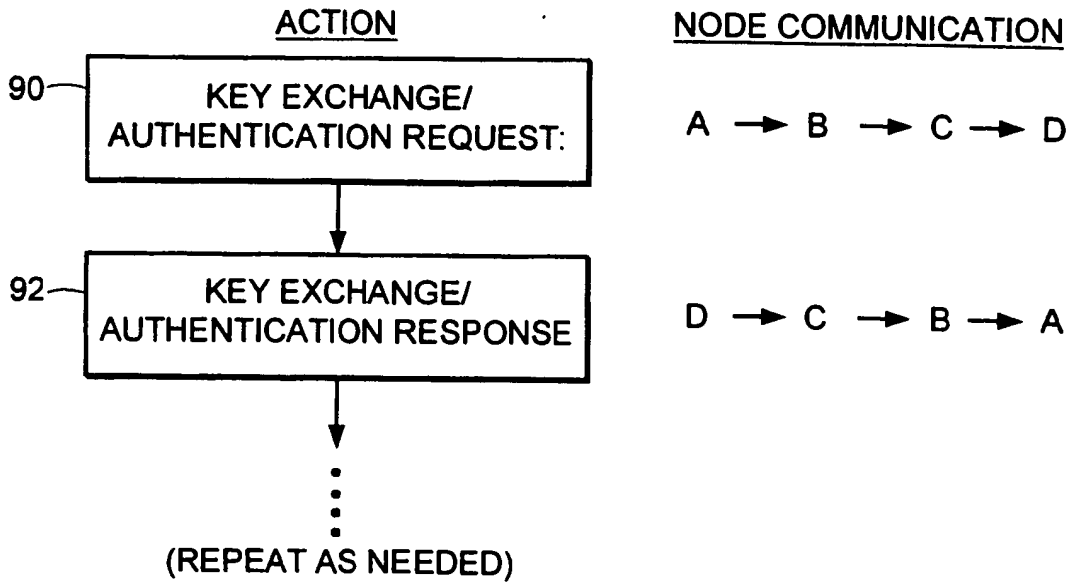 ACTION
NODE COMMUNICATION
90
KEY EXCHANGE/
AUTHENTICATION REQUEST:
A → B → C → D
92
KEY EXCHANGE/
AUTHENTICATION RESPONSE
D → C → B → A
(REPEAT AS NEEDED)